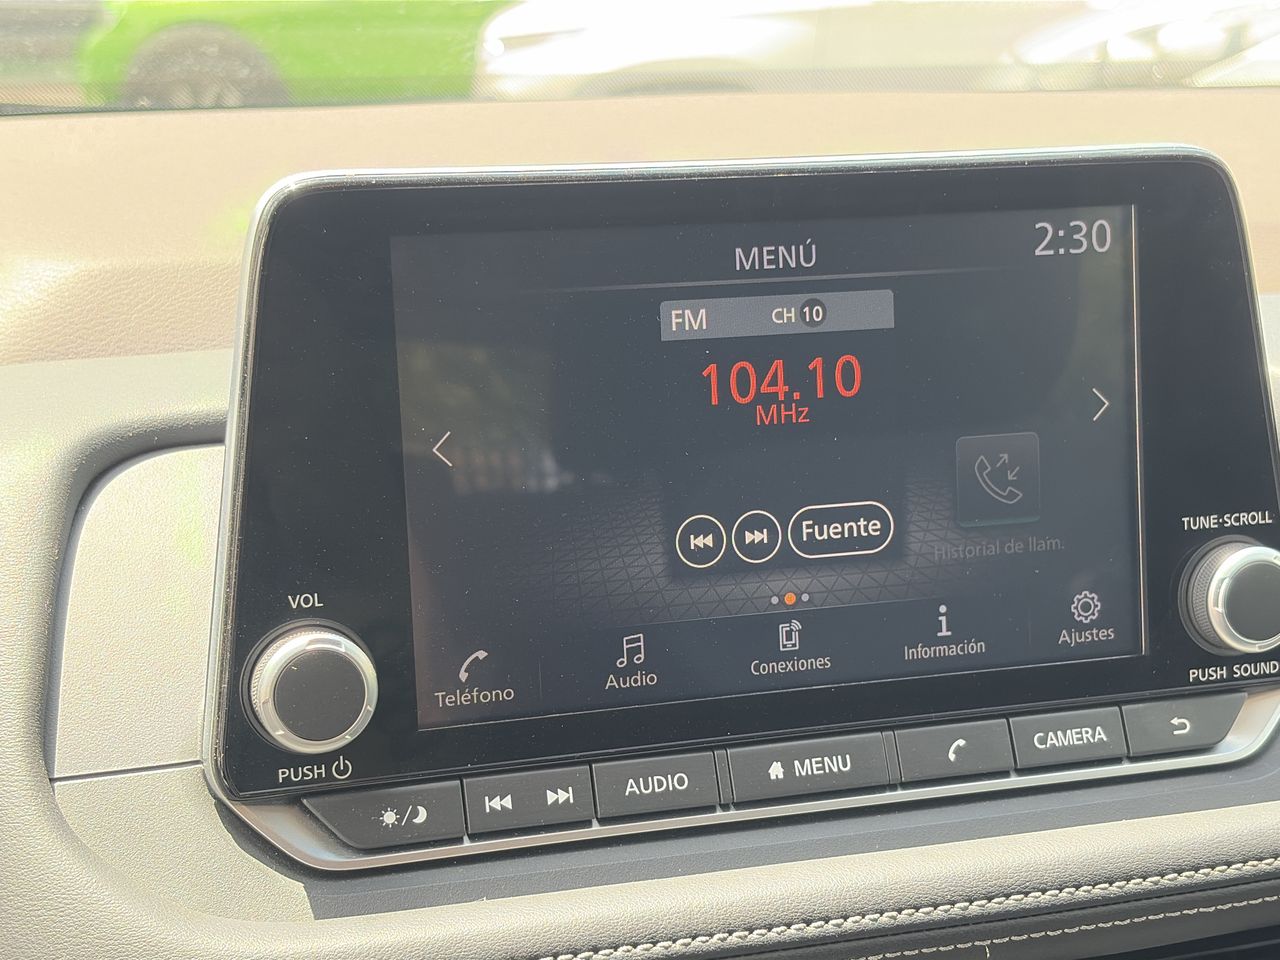 MENÚ
2:30
FM CH 10
104.10
MHz
Fuente
Historial de llam.
Teléfono
Audio
Conexiones
Información
Ajustes
VOL
PUSH
TUNE·SCROLL
PUSH SOUND
AUDIO
MENU
CAMERA